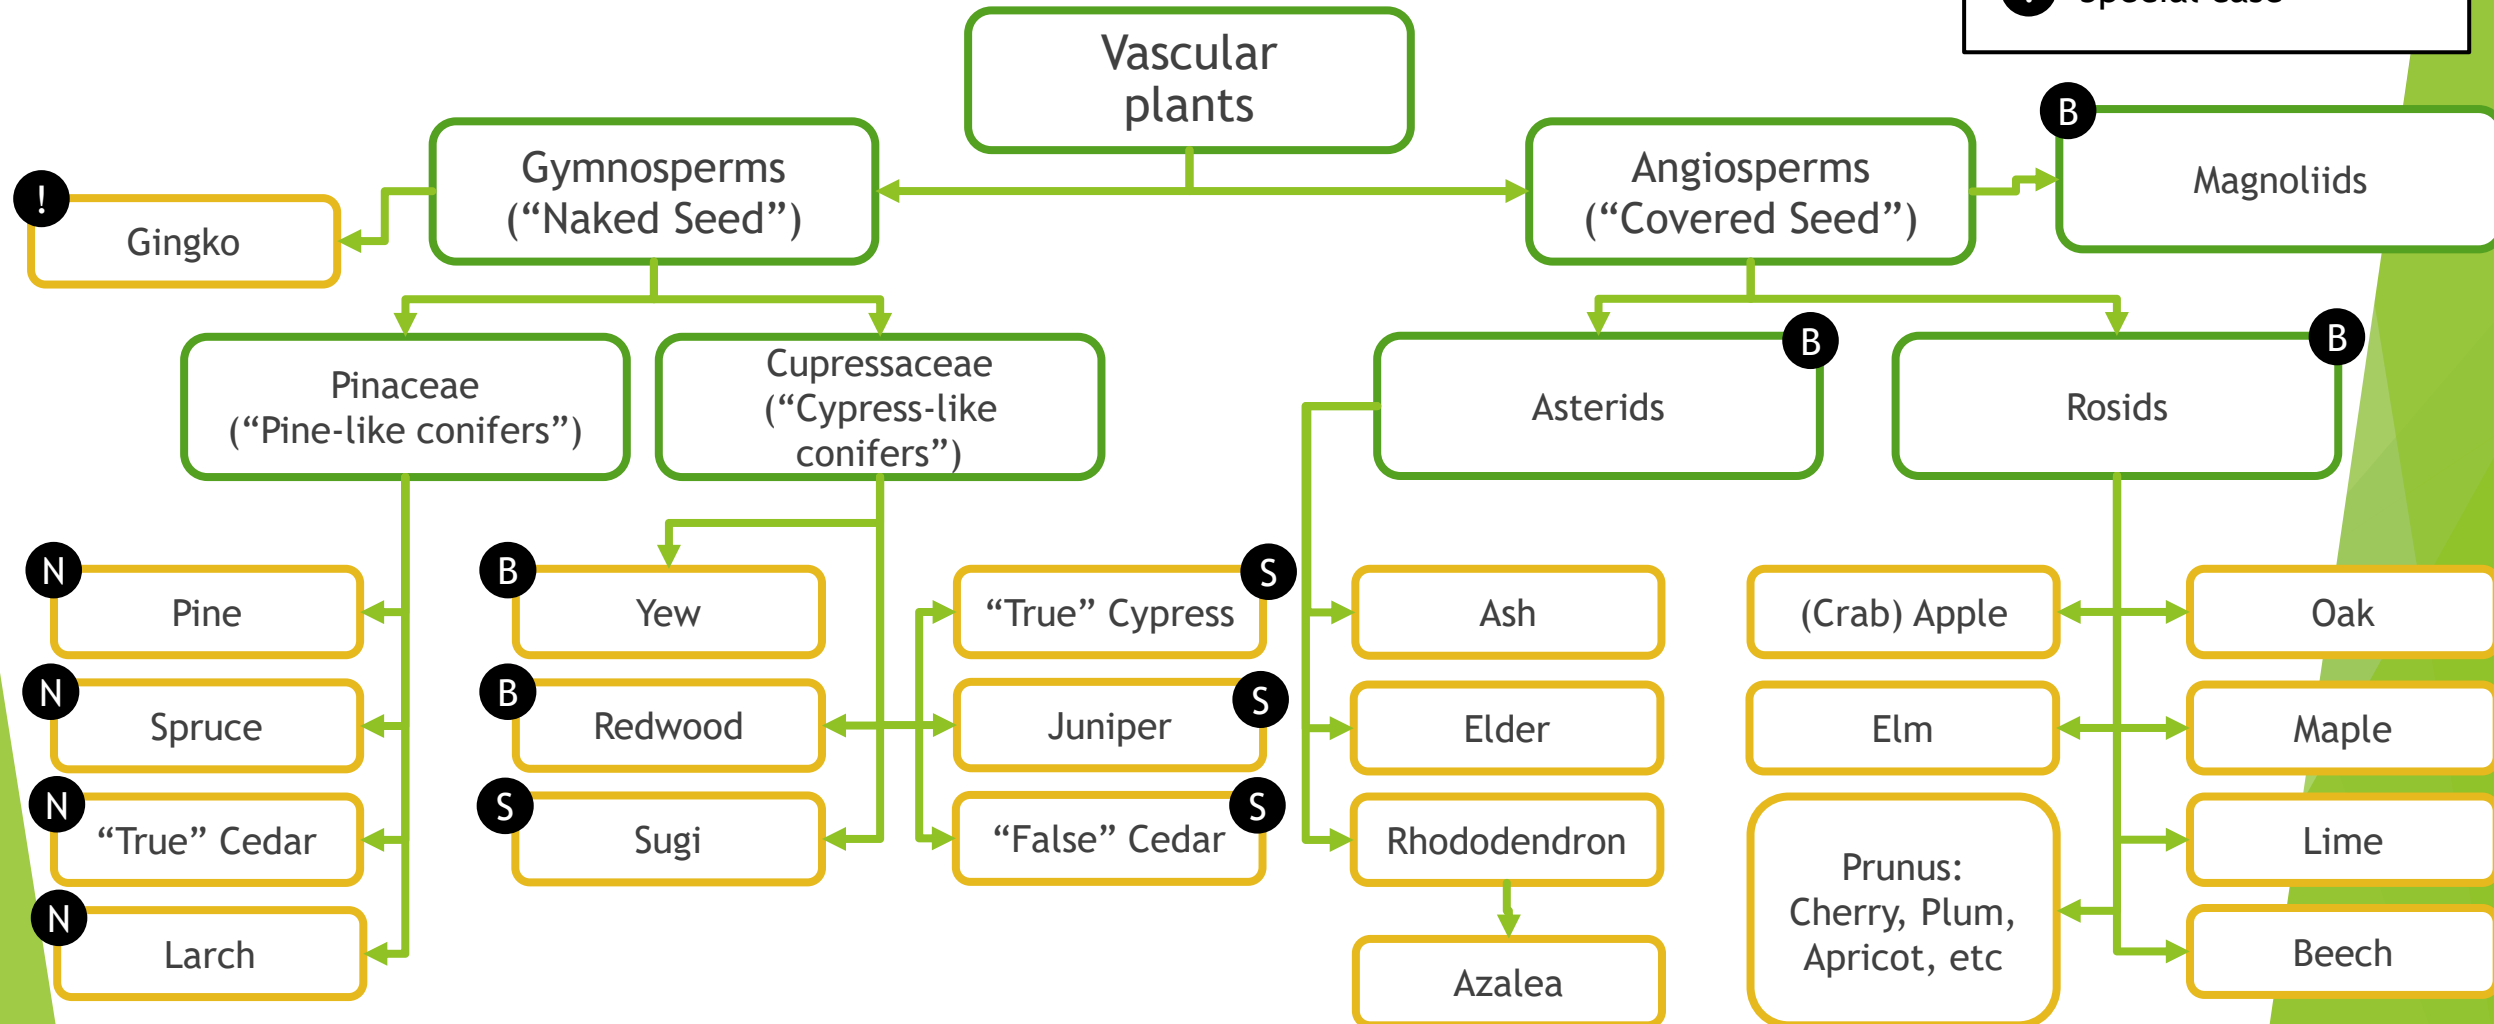 special case
Vascular
plants
B
Gymnosperms
(“Naked Seed”)
Angiosperms
(“Covered Seed”)
Magnoliids
!
Gingko
Pinaceae
(“Pine-like conifers”)
Cupressaceae
(“Cypress-like
conifers”)
B
Asterids
B
Rosids
N
Pine
B
Yew
“True” Cypress
S
Ash
(Crab) Apple
Oak
N
Spruce
B
Redwood
Juniper
S
Elder
Elm
Maple
N
“True” Cedar
S
Sugi
“False” Cedar
S
Rhododendron
Prunus:
Cherry, Plum,
Apricot, etc
Lime
N
Larch
Azalea
Beech